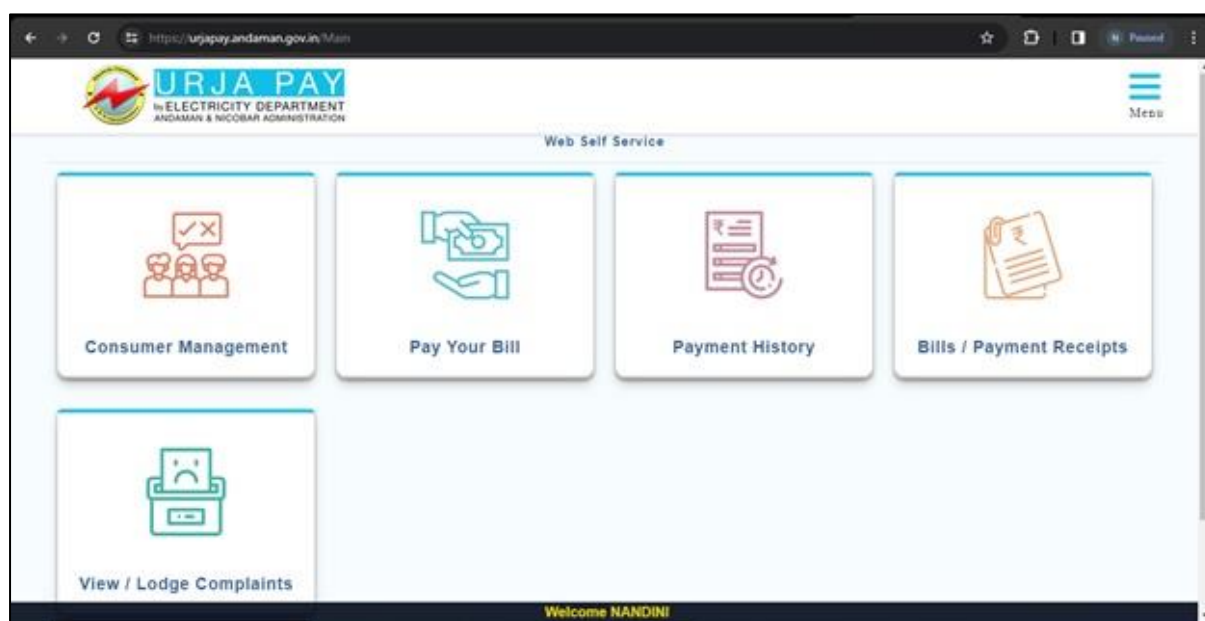 https://urjapay.andaman.gov.in/Main
N Paused
URJA PAY
by ELECTRICITY DEPARTMENT
ANDAMAN & NICOBAR ADMINISTRATION
Menu
Web Self Service
Consumer Management
Pay Your Bill
Payment History
Bills / Payment Receipts
View / Lodge Complaints
Welcome NANDINI